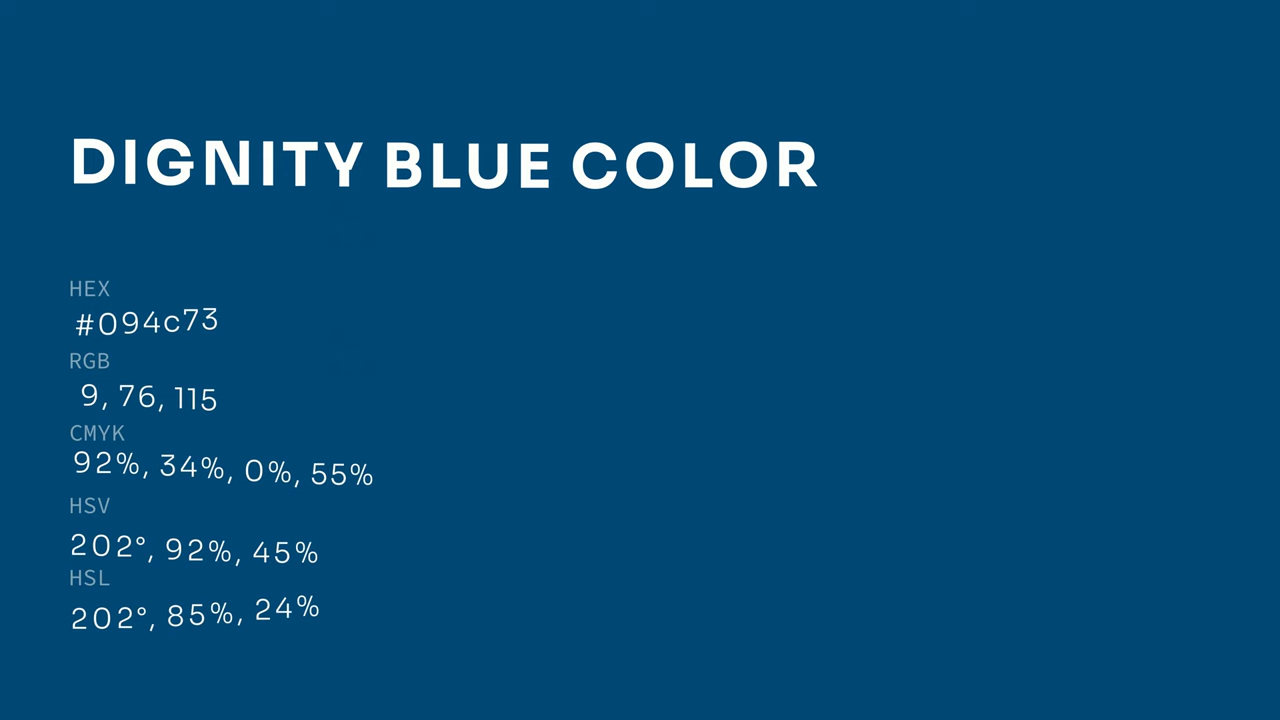 DIGNITY BLUE COLOR
HEX
#094c73
RGB
9, 76, 115
CMYK
92%, 34%, 0%, 55%
HSV
202°, 92%, 45%
HSL
202°, 85%, 24%